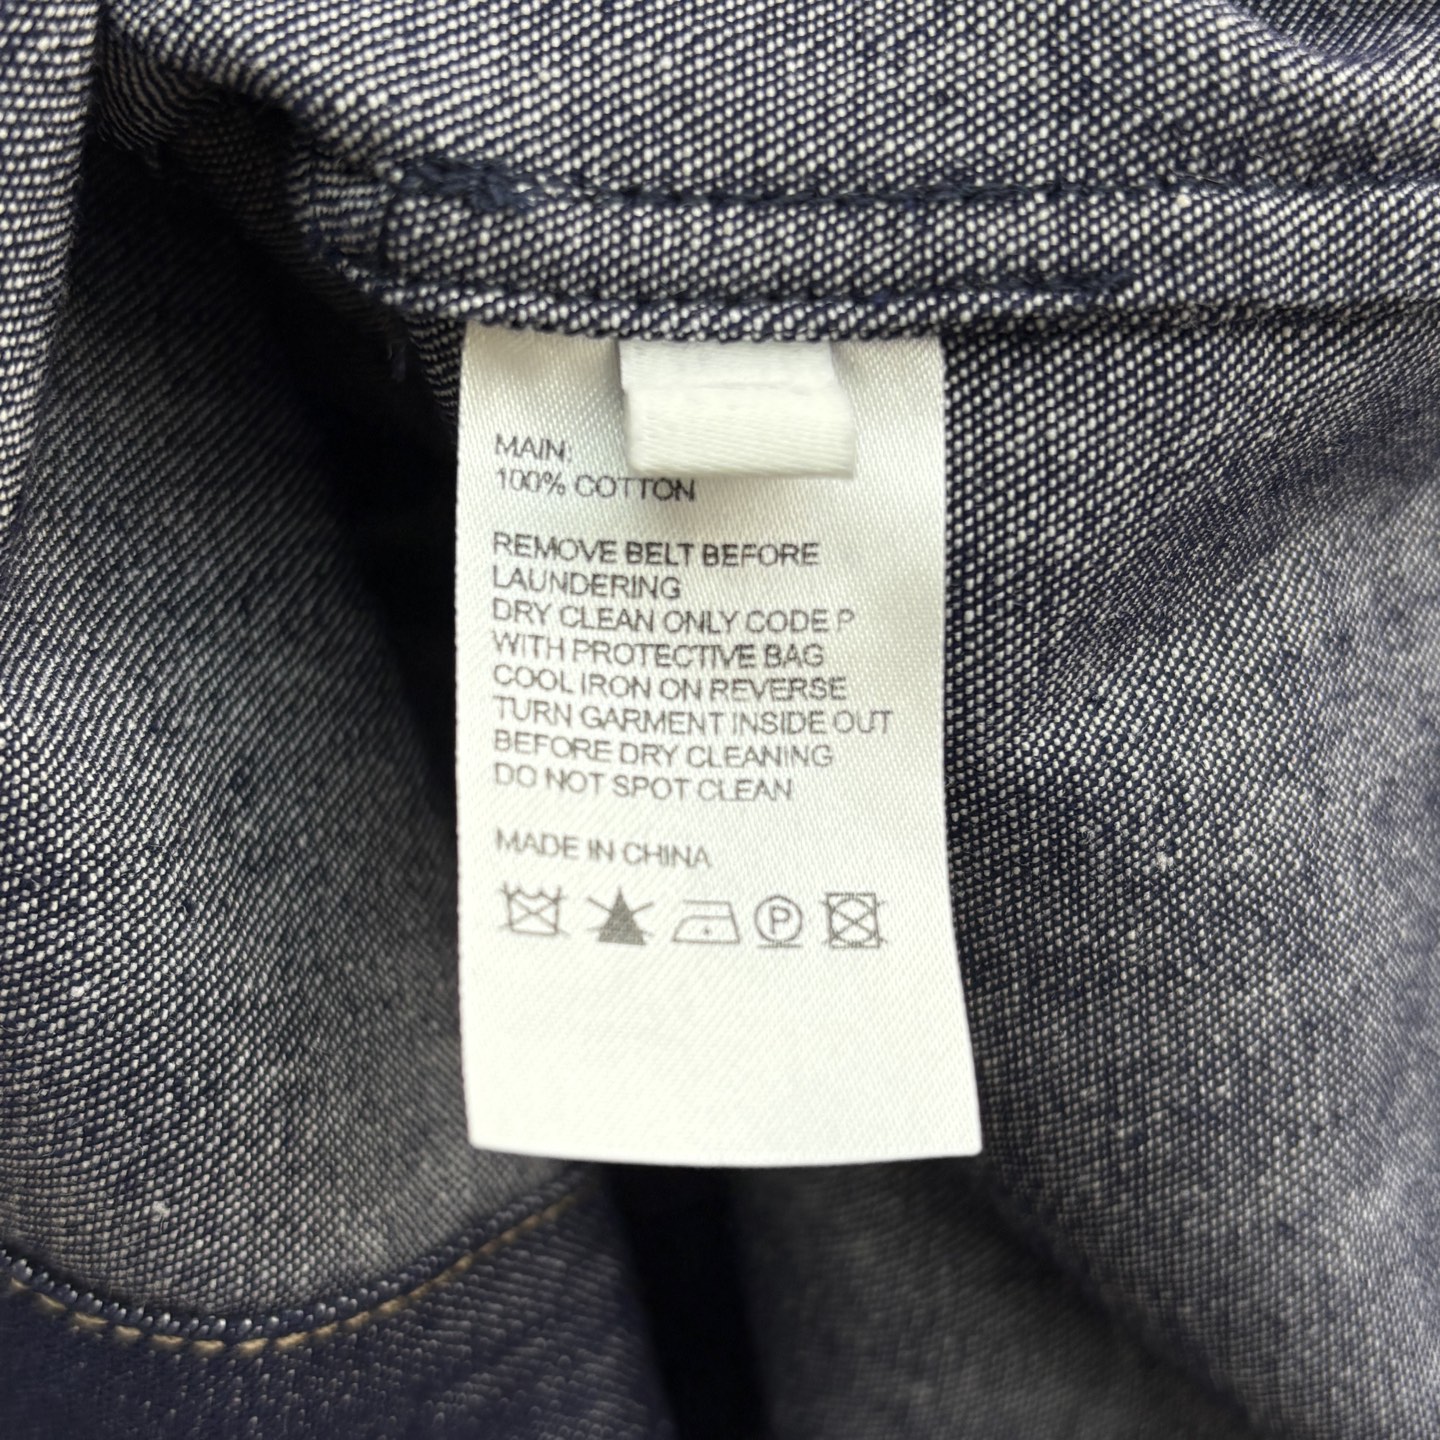 MAIN:
100% COTTON
REMOVE BELT BEFORE
LAUNDERING
DRY CLEAN ONLY CODE P
WITH PROTECTIVE BAG
COOL IRON ON REVERSE
TURN GARMENT INSIDE OUT
BEFORE DRY CLEANING
DO NOT SPOT CLEAN
MADE IN CHINA
P